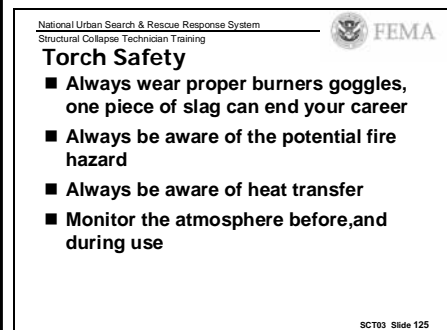 National Urban Search & Rescue Response System
Structural Collapse Technician Training
FEMA
Torch Safety
■ Always wear proper burners goggles,
one piece of slag can end your career
■ Always be aware of the potential fire
hazard
■ Always be aware of heat transfer
■ Monitor the atmosphere before,and
during use
SCT03 Slide 125